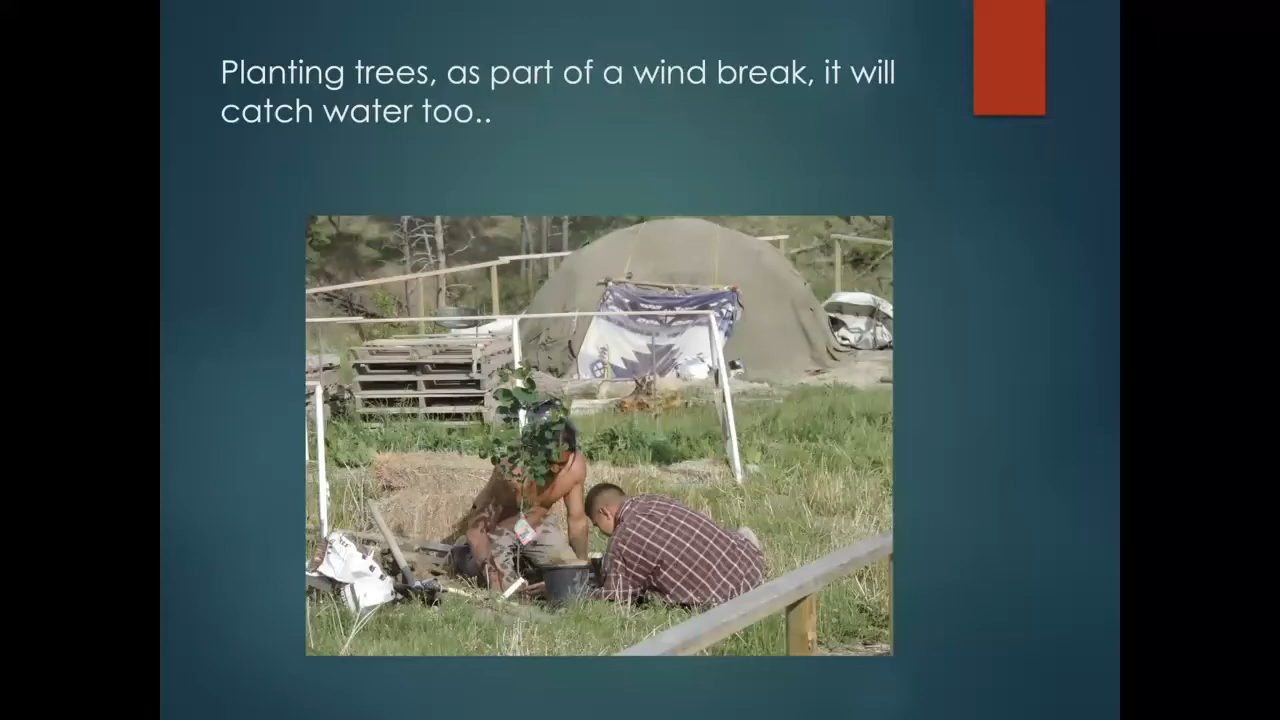 Planting trees, as part of a wind break, it will
catch water too..